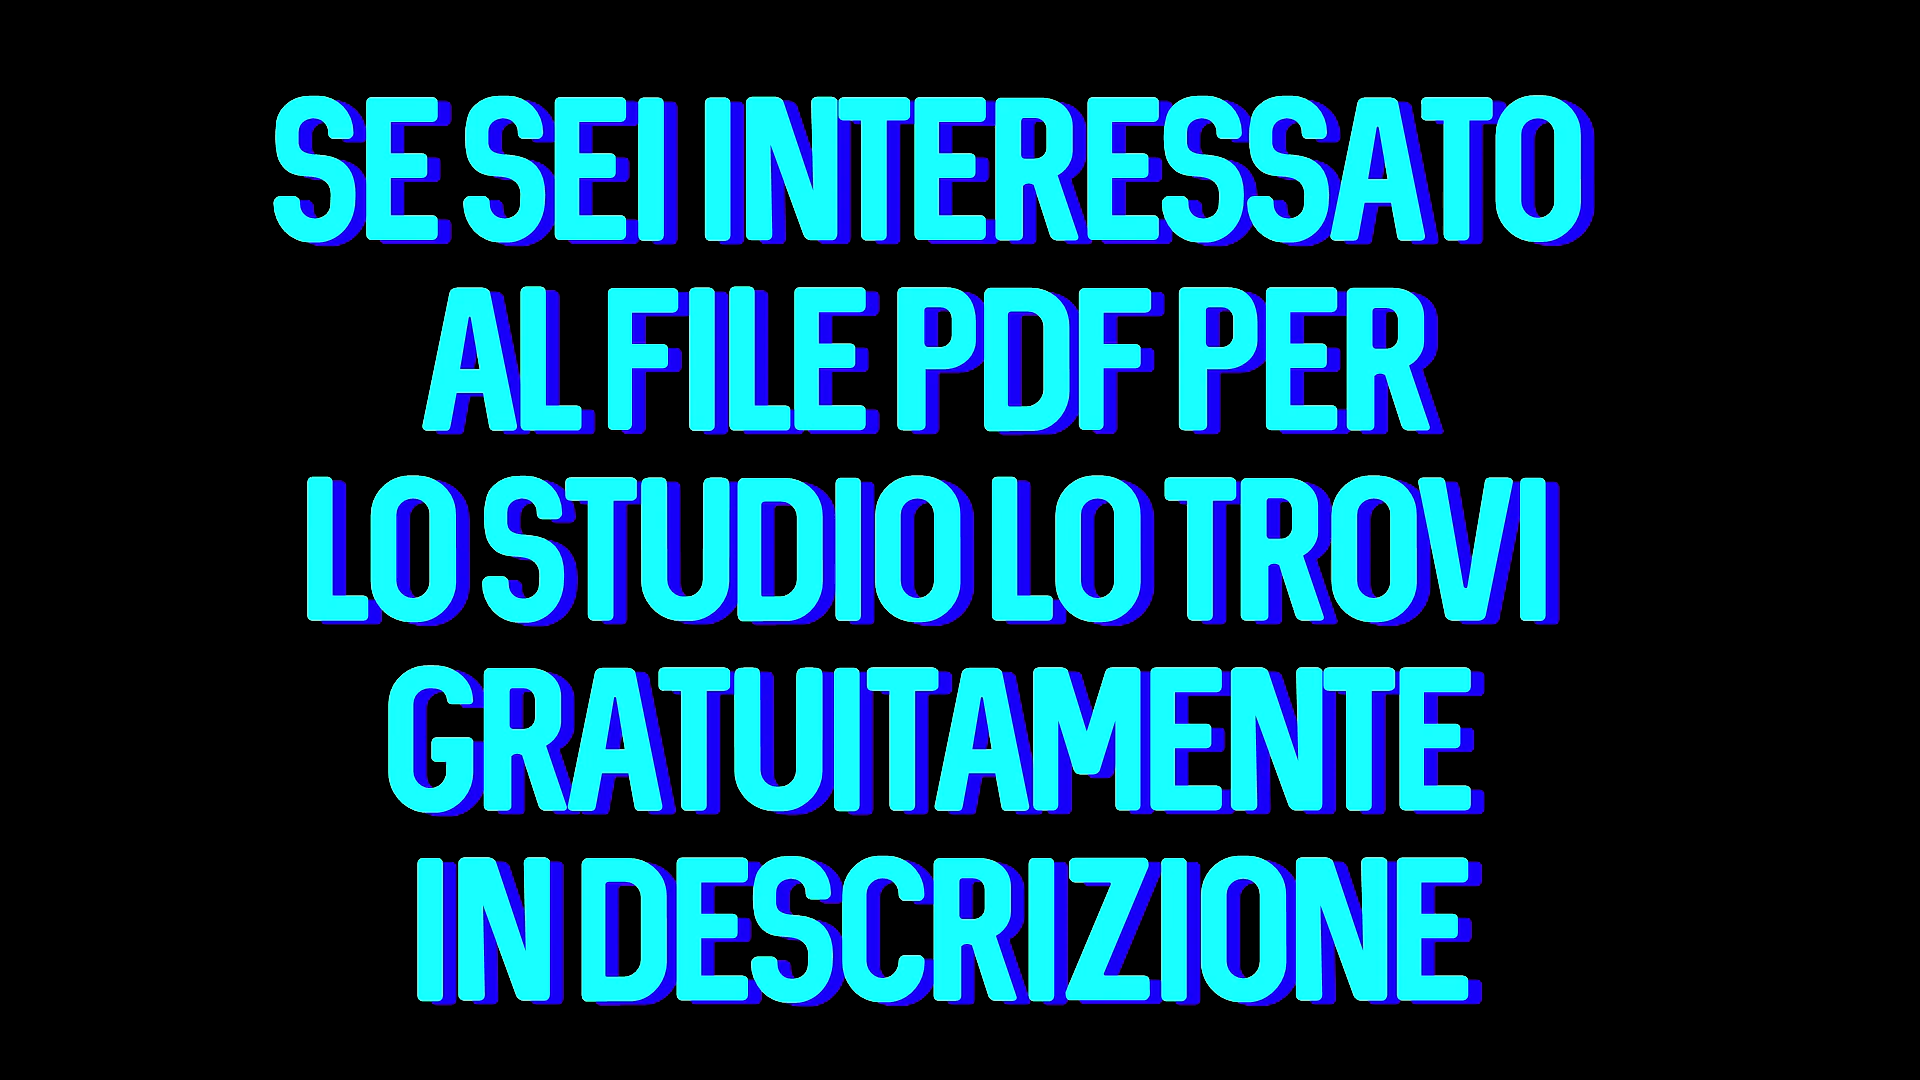 SE SEI INTERESSATO
AL FILE PDF PER
LO STUDIO LO TROVI
GRATUITAMENTE
IN DESCRIZIONE